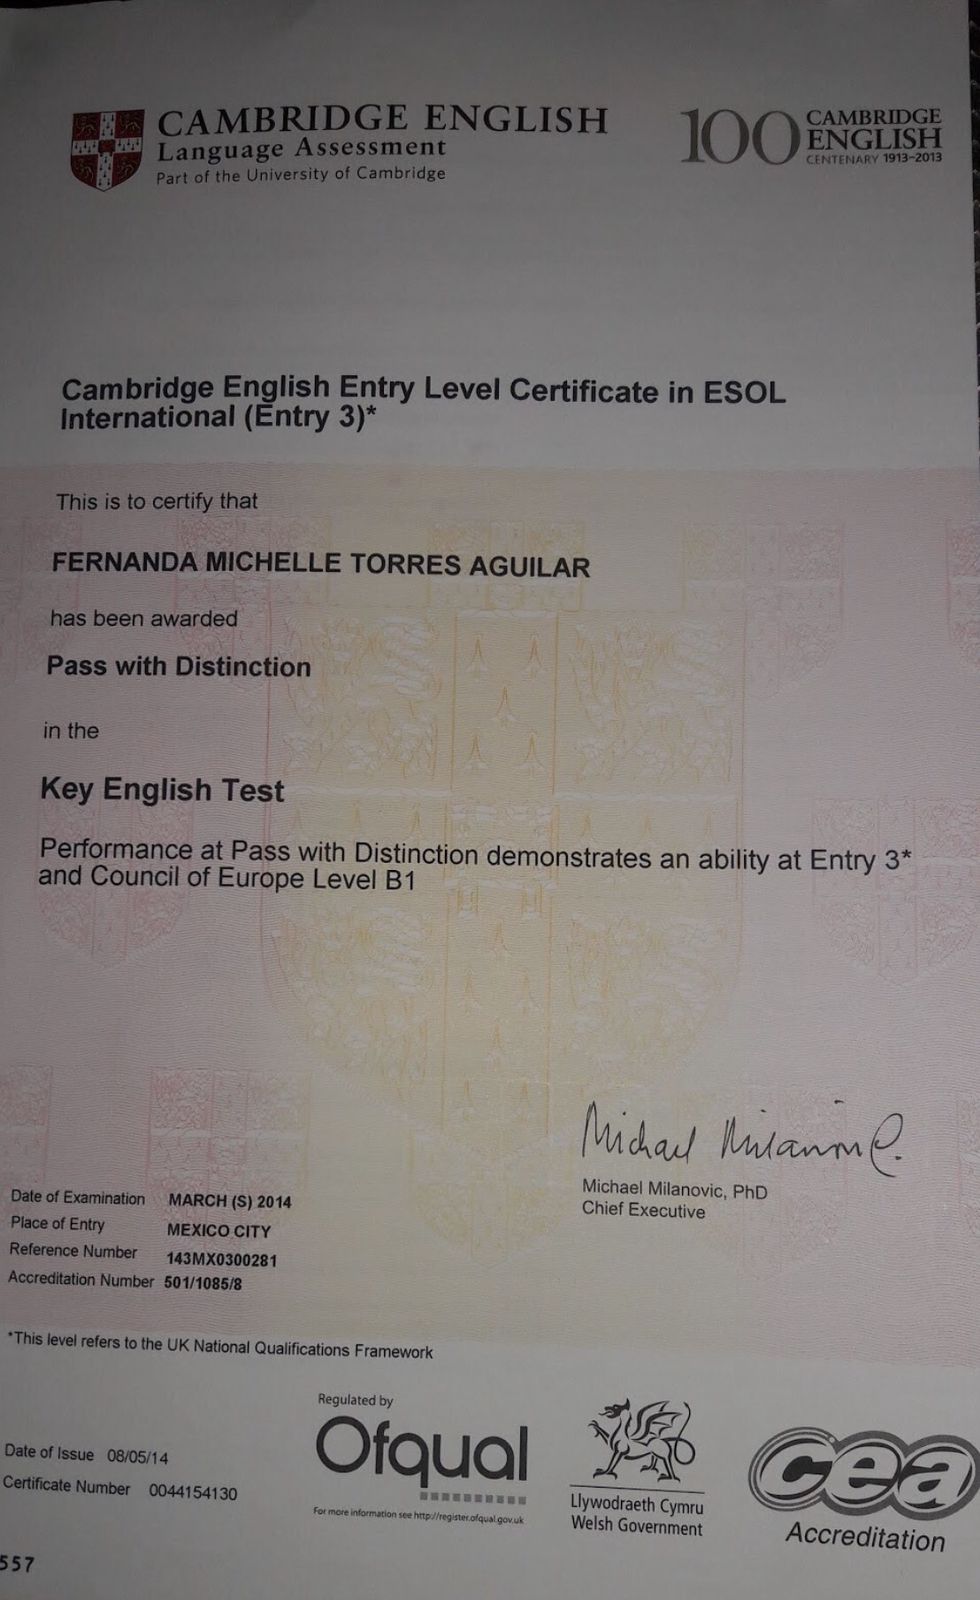 CAMBRIDGE ENGLISH
Language Assessment
Part of the University of Cambridge
100
CAMBRIDGE
ENGLISH
CENTENARY 1913–2013
Cambridge English Entry Level Certificate in ESOL
International (Entry 3)*
This is to certify that
FERNANDA MICHELLE TORRES AGUILAR
has been awarded
Pass with Distinction
in the
Key English Test
Performance at Pass with Distinction demonstrates an ability at Entry 3*
and Council of Europe Level B1
Michael Milanovic
Michael Milanovic, PhD
Chief Executive
Date of Examination MARCH (S) 2014
Place of Entry MEXICO CITY
Reference Number 143MX0300281
Accreditation Number 501/1085/8
*This level refers to the UK National Qualifications Framework
Date of Issue 08/05/14
Certificate Number 0044154130
Regulated by
Ofqual
For more information see http://register.ofqual.gov.uk
Llywodraeth Cymru
Welsh Government
cea
Accreditation
557